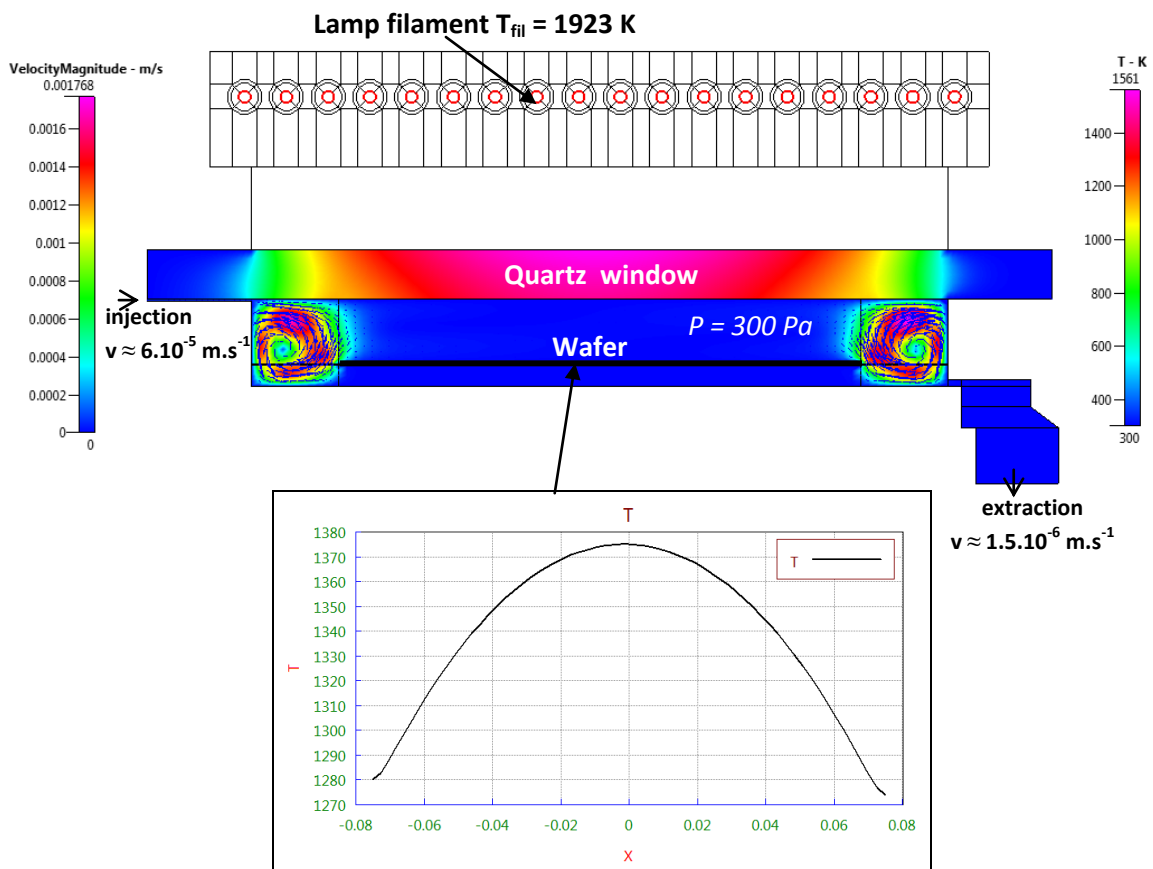 Lamp filament Tfil = 1923 K
VelocityMagnitude - m/s
0.001768
0.0016
0.0014
0.0012
0.001
0.0008
0.0006
0.0004
0.0002
0
0
T - K
1561
1400
1200
1000
800
600
400
300
Quartz window
injection
v ≈ 6.10-5 m.s-1
P = 300 Pa
Wafer
extraction
v ≈ 1.5.10-6 m.s-1
T
T
1380
1370
1360
1350
1340
1330
1320
1310
1300
1290
1280
1270
T
-0.08 -0.06 -0.04 -0.02 0 0.02 0.04 0.06 0.08
X